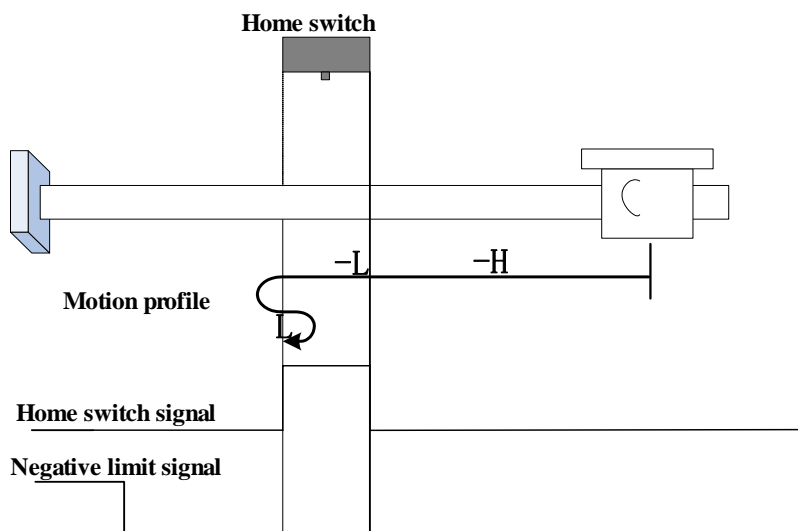 Home switch
−L
−H
Motion profile
L
Home switch signal
Negative limit signal